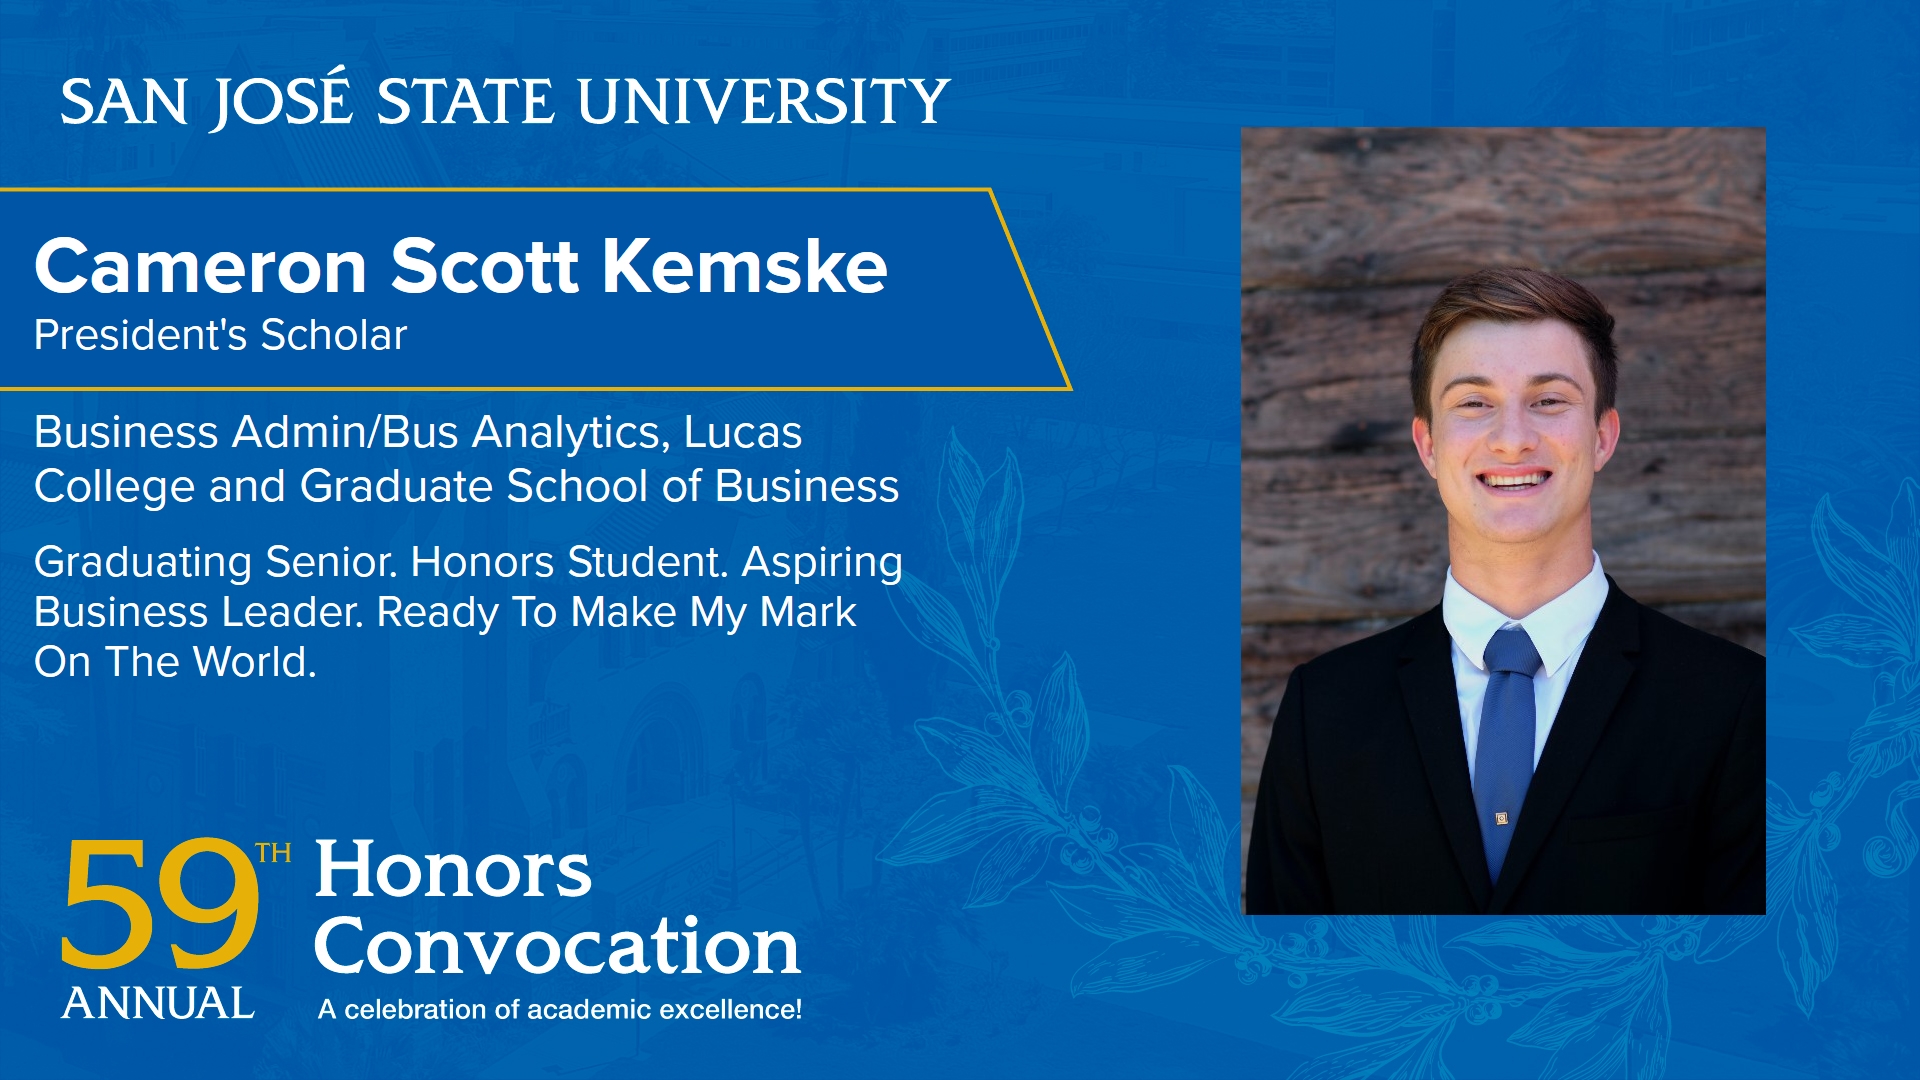 SAN JOSÉ STATE UNIVERSITY
Cameron Scott Kemske
President's Scholar
Business Admin/Bus Analytics, Lucas
College and Graduate School of Business
Graduating Senior. Honors Student. Aspiring
Business Leader. Ready To Make My Mark
On The World.
59TH
ANNUAL
Honors
Convocation
A celebration of academic excellence!